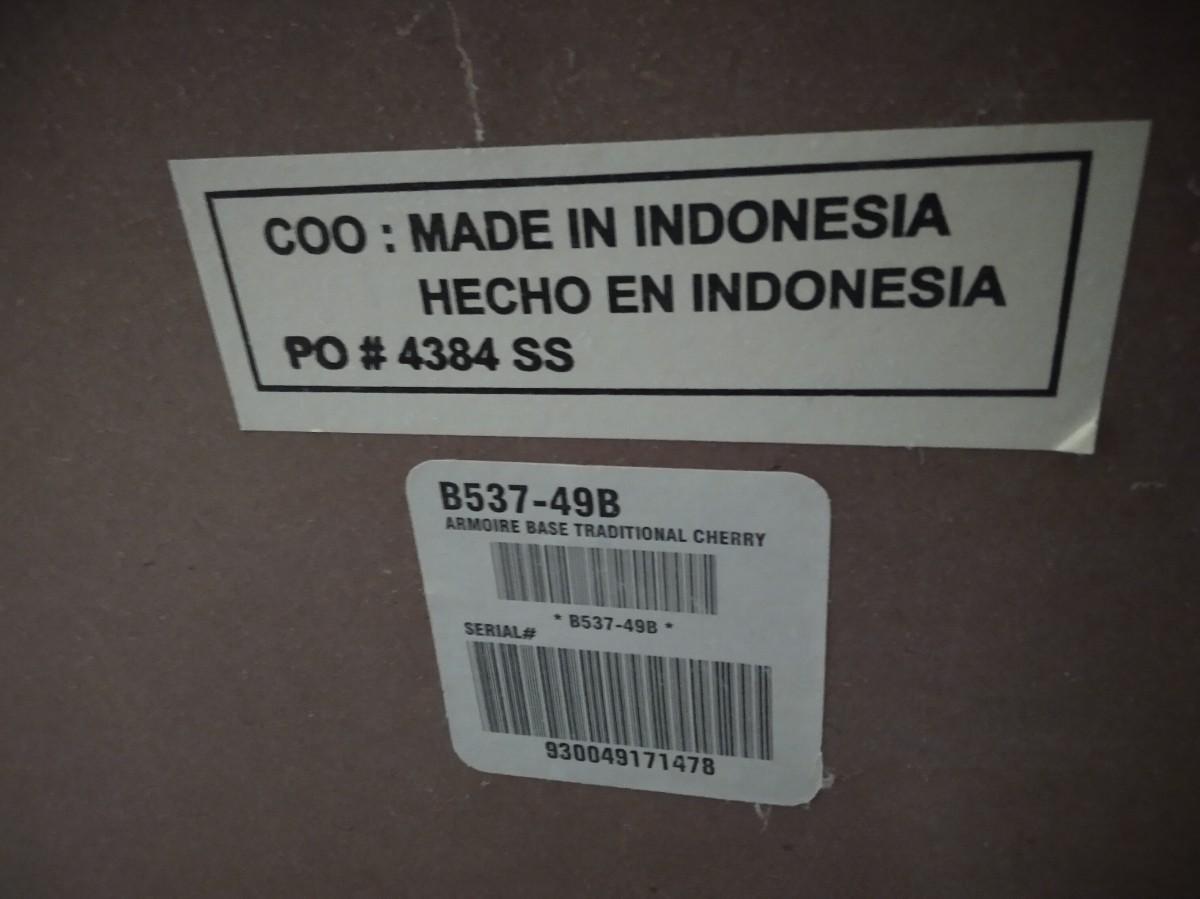 COO : MADE IN INDONESIA
HECHO EN INDONESIA
PO # 4384 SS
B537-49B
ARMOIRE BASE TRADITIONAL CHERRY
* B537-49B *
SERIAL#
930049171478